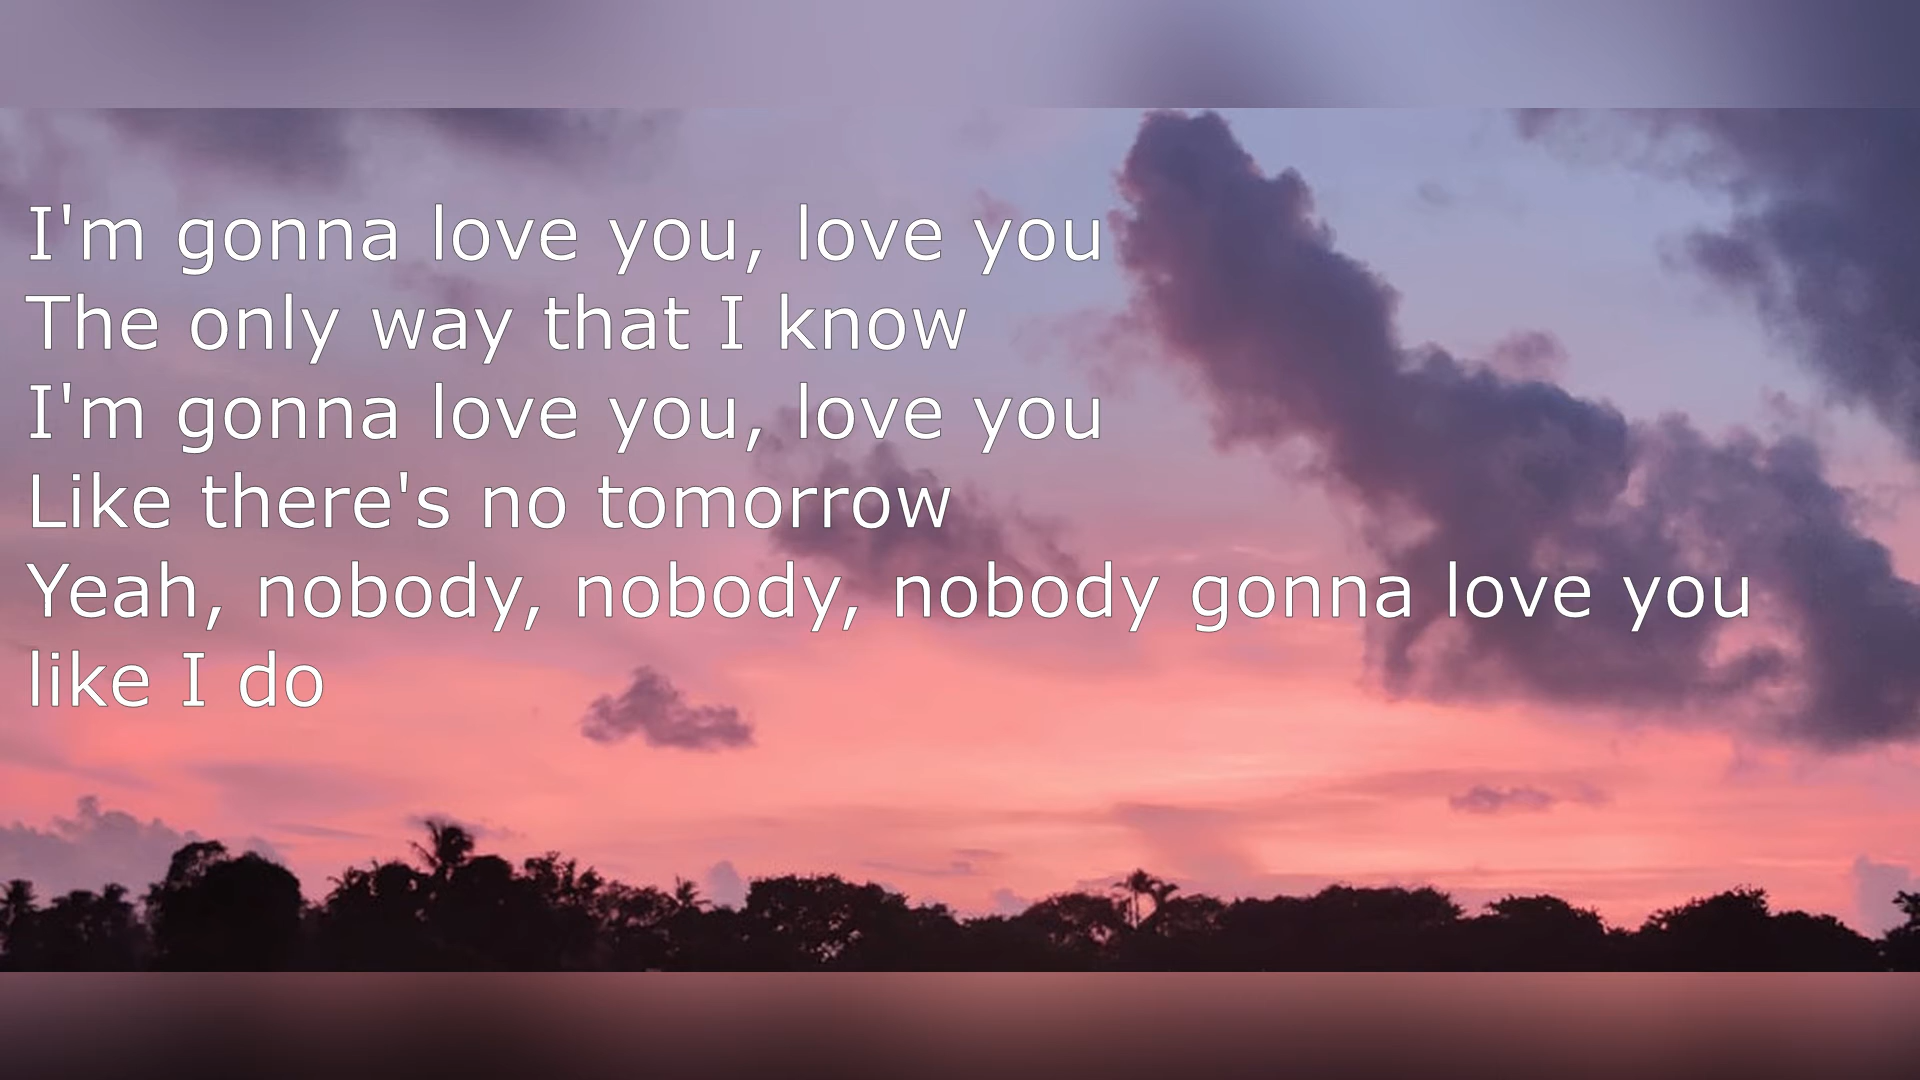 I'm gonna love you, love you
The only way that I know
I'm gonna love you, love you
Like there's no tomorrow
Yeah, nobody, nobody, nobody gonna love you
like I do